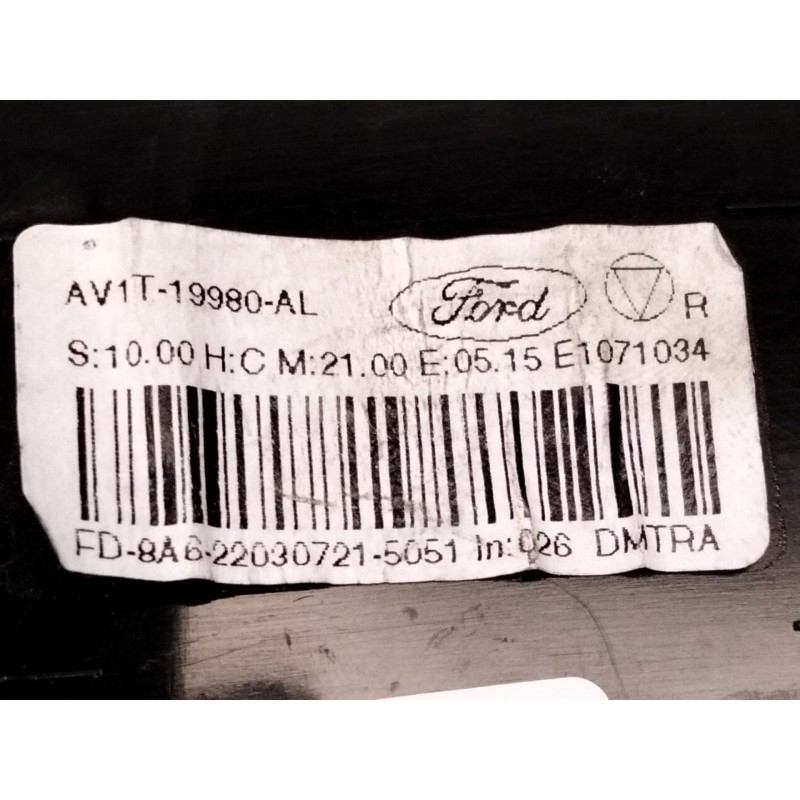 AV1T-19980-AL
Ford
R
S:10.00 H:C M:21.00 E:05.15 E1071034
FD-8A6-22030721-5051 In:026 DMTRA